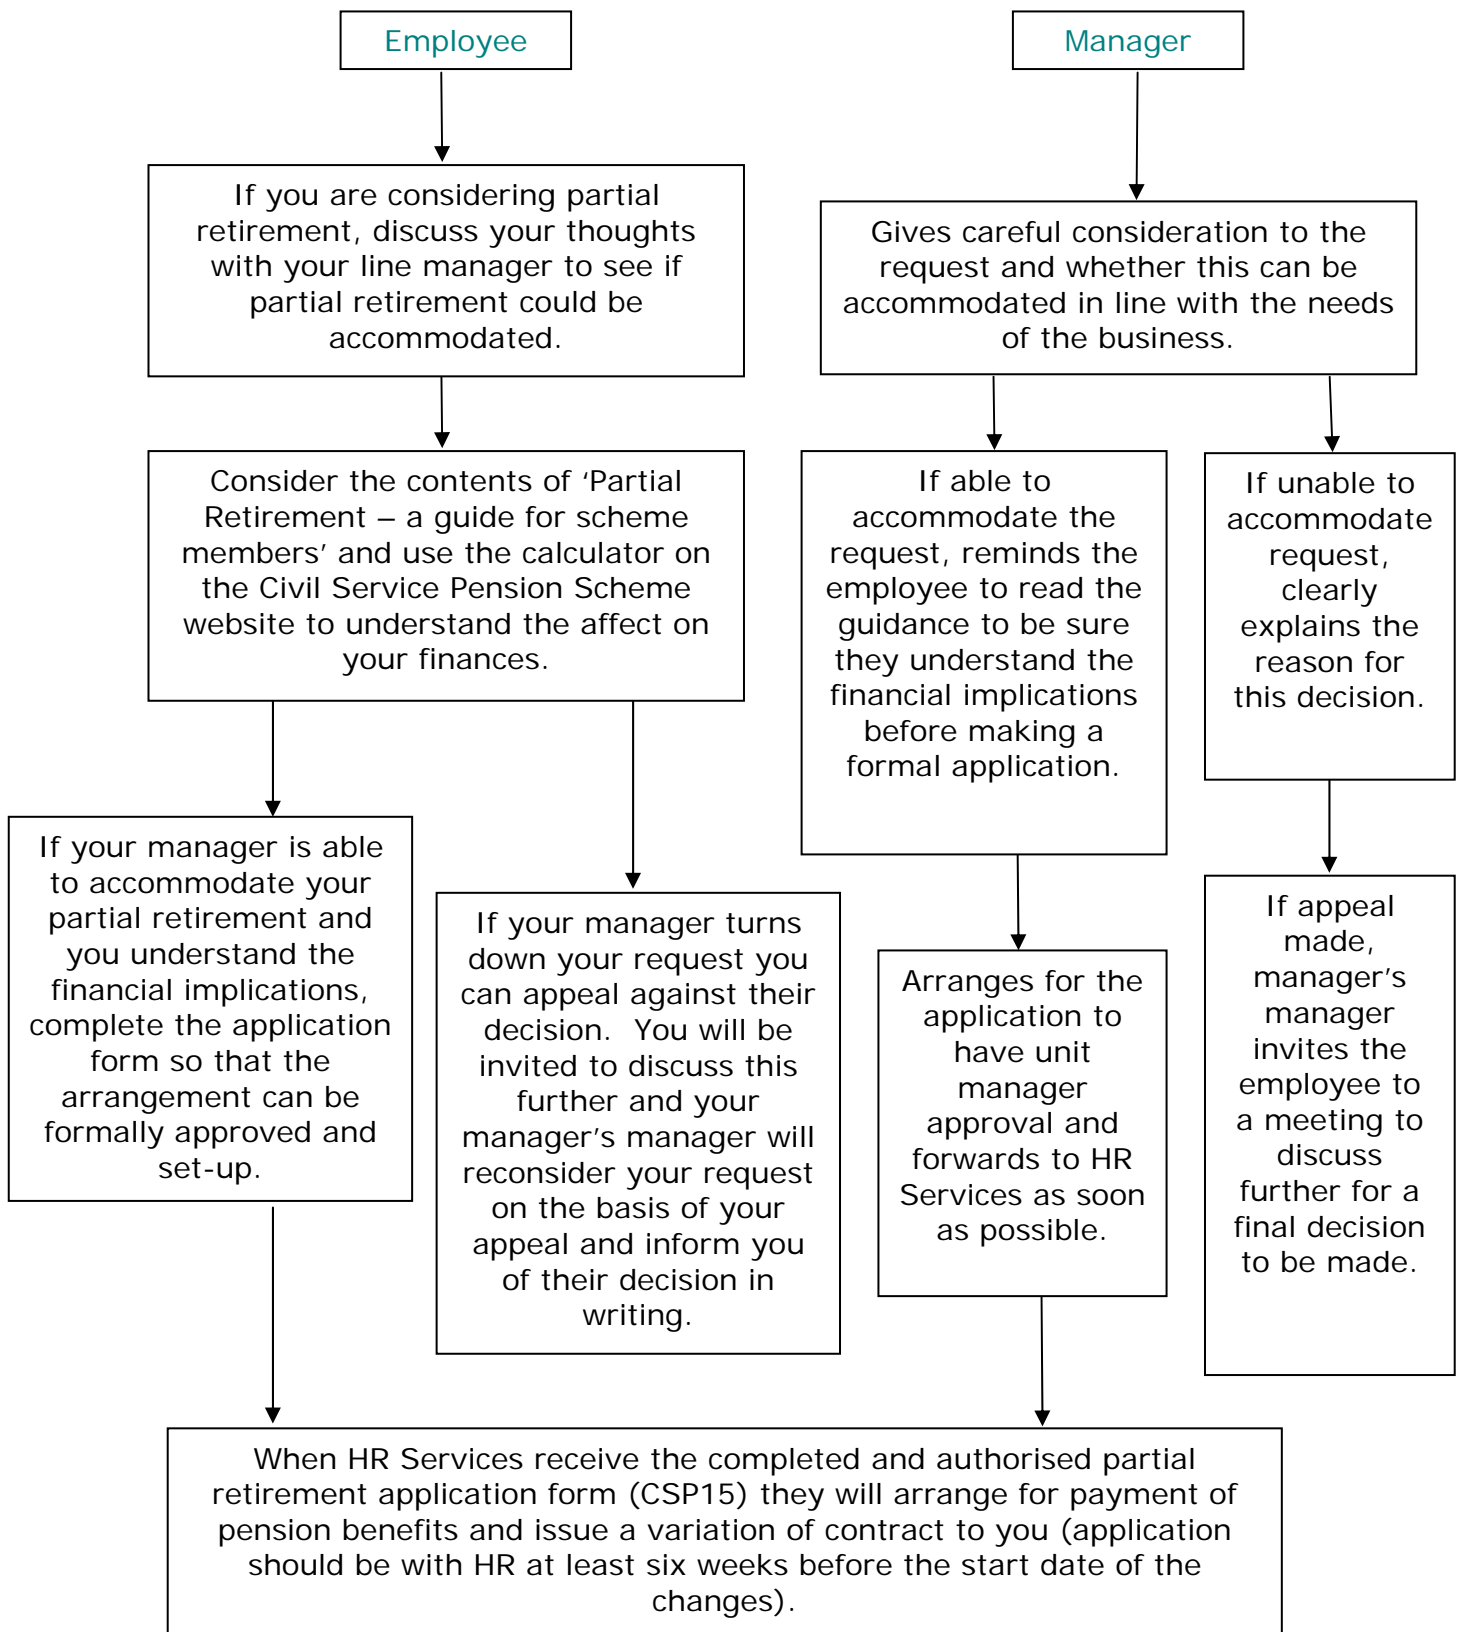 Employee
Manager
If you are considering partial
retirement, discuss your thoughts
with your line manager to see if
partial retirement could be
accommodated.
Gives careful consideration to the
request and whether this can be
accommodated in line with the needs
of the business.
Consider the contents of ‘Partial
Retirement – a guide for scheme
members’ and use the calculator on
the Civil Service Pension Scheme
website to understand the affect on
your finances.
If able to
accommodate the
request, reminds the
employee to read the
guidance to be sure
they understand the
financial implications
before making a
formal application.
If unable to
accommodate
request,
clearly
explains the
reason for
this decision.
If your manager is able
to accommodate your
partial retirement and
you understand the
financial implications,
complete the application
form so that the
arrangement can be
formally approved and
set-up.
If your manager turns
down your request you
can appeal against their
decision.  You will be
invited to discuss this
further and your
manager’s manager will
reconsider your request
on the basis of your
appeal and inform you
of their decision in
writing.
Arranges for the
application to
have unit
manager
approval and
forwards to HR
Services as soon
as possible.
If appeal
made,
manager’s
manager
invites the
employee to
a meeting to
discuss
further for a
final decision
to be made.
When HR Services receive the completed and authorised partial
retirement application form (CSP15) they will arrange for payment of
pension benefits and issue a variation of contract to you (application
should be with HR at least six weeks before the start date of the
changes).